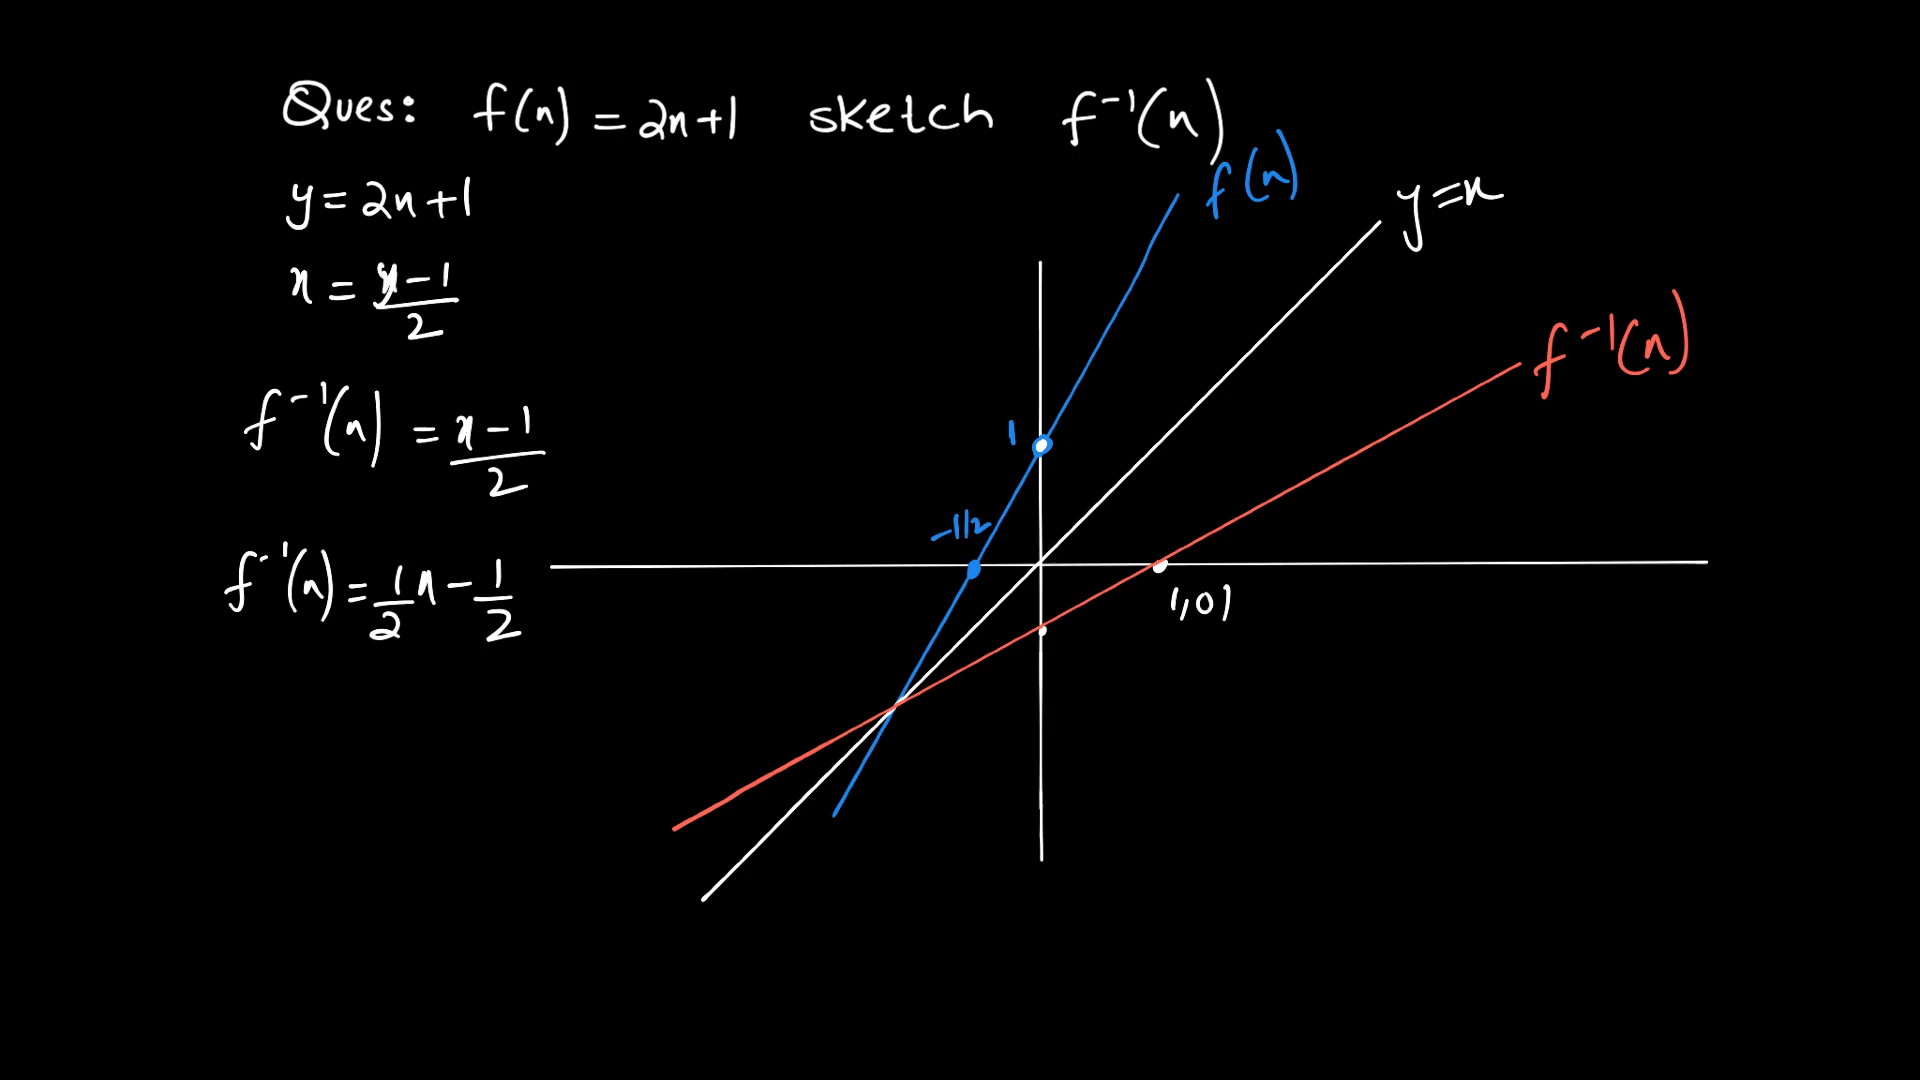 Ques: f(x) = 2x+1 sketch f⁻¹(x)
y = 2x+1
x = y-1/2
f⁻¹(x) = x-1/2
f⁻¹(x) = 1/2 x - 1/2
f(x)
y=x
f⁻¹(x)
1
-1/2
1,0)